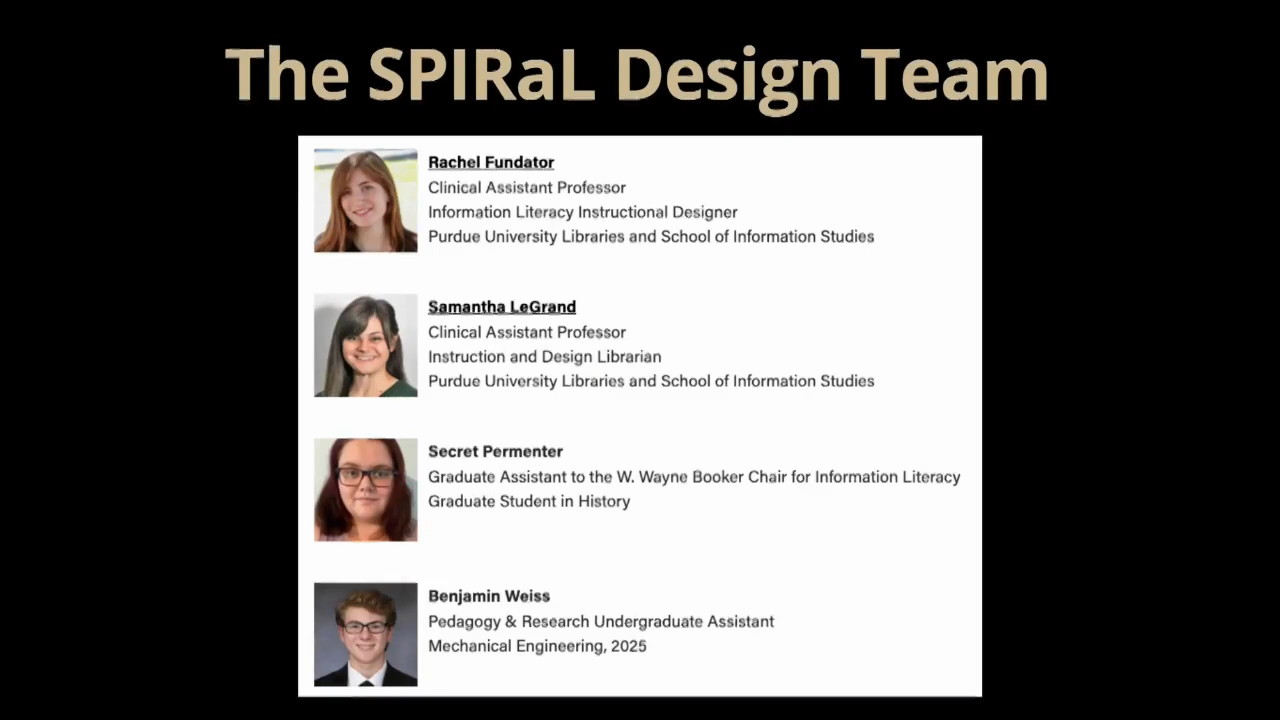 The SPIRaL Design Team
Rachel Fundator
Clinical Assistant Professor
Information Literacy Instructional Designer
Purdue University Libraries and School of Information Studies
Samantha LeGrand
Clinical Assistant Professor
Instruction and Design Librarian
Purdue University Libraries and School of Information Studies
Secret Permenter
Graduate Assistant to the W. Wayne Booker Chair for Information Literacy
Graduate Student in History
Benjamin Weiss
Pedagogy & Research Undergraduate Assistant
Mechanical Engineering, 2025